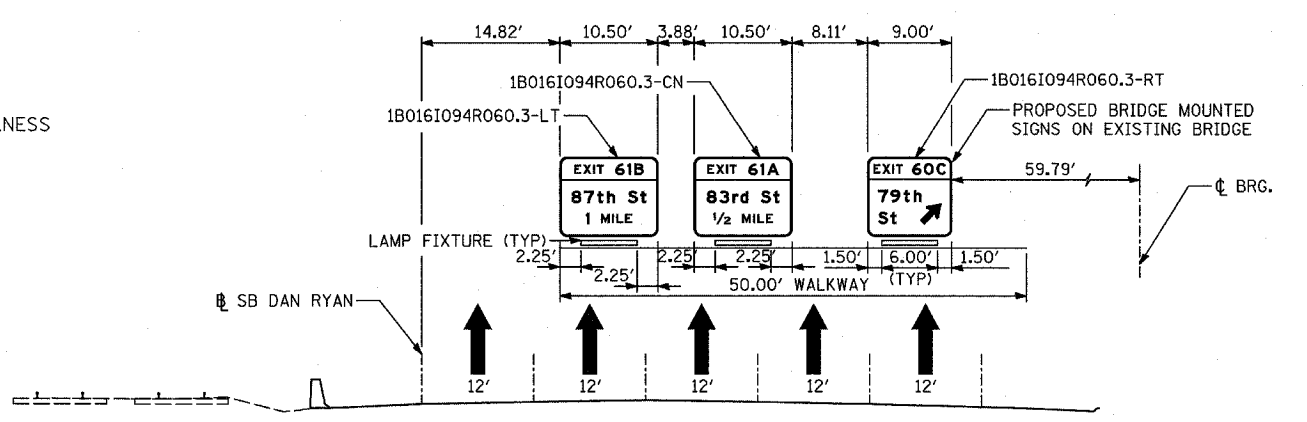 14.82' 10.50' 3.88' 10.50' 8.11' 9.00'
1B016I094R060.3-CN
1B016I094R060.3-RT
1B016I094R060.3-LT
PROPOSED BRIDGE MOUNTED
SIGNS ON EXISTING BRIDGE
LNESS
EXIT 61B
87th St
1 MILE
EXIT 61A
83rd St
1/2 MILE
EXIT 60C
79th
St
59.79'
℄ BRG.
LAMP FIXTURE (TYP)
2.25' 2.25' 2.25' 1.50' 6.00' 1.50'
2.25' (TYP)
50.00' WALKWAY
SB DAN RYAN
12' 12' 12' 12' 12'